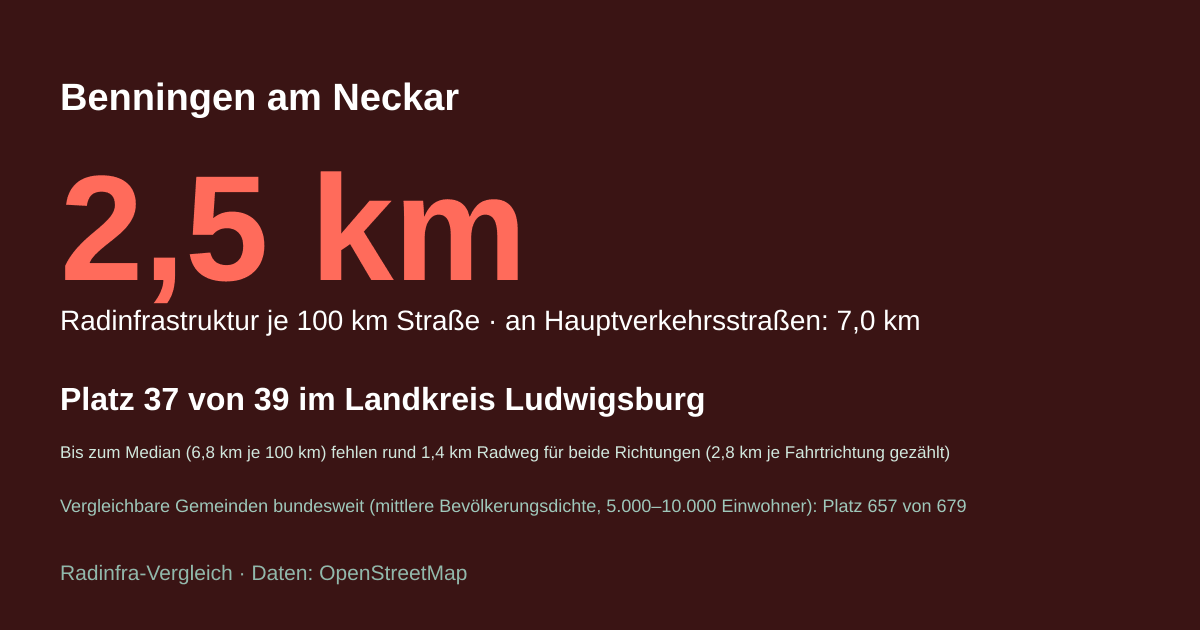 Benningen am Neckar
2,5 km
Radinfrastruktur je 100 km Straße · an Hauptverkehrsstraßen: 7,0 km
Platz 37 von 39 im Landkreis Ludwigsburg
Bis zum Median (6,8 km je 100 km) fehlen rund 1,4 km Radweg für beide Richtungen (2,8 km je Fahrtrichtung gezählt)
Vergleichbare Gemeinden bundesweit (mittlere Bevölkerungsdichte, 5.000–10.000 Einwohner): Platz 657 von 679
Radinfra-Vergleich · Daten: OpenStreetMap